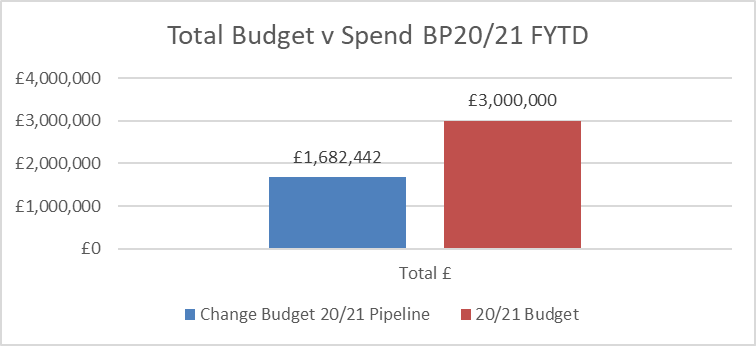 Total Budget v Spend BP20/21 FYTD
£4,000,000
£3,000,000
£2,000,000
£1,000,000
£0
£1,682,442
£3,000,000
Total £
Change Budget 20/21 Pipeline
20/21 Budget